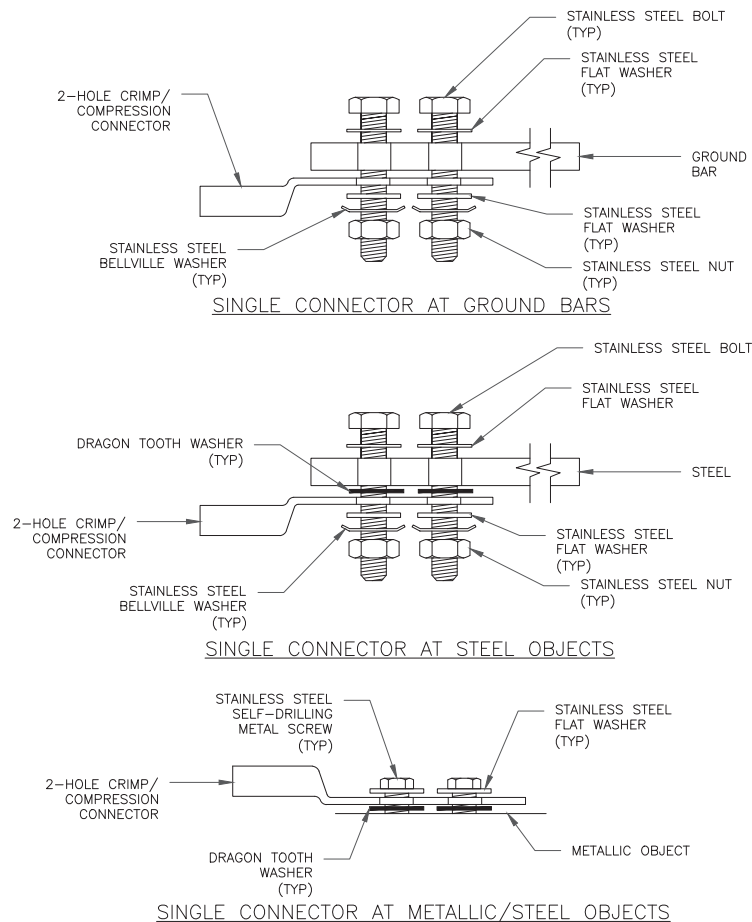 STAINLESS STEEL BOLT
(TYP)
STAINLESS STEEL
FLAT WASHER
(TYP)
2-HOLE CRIMP/
COMPRESSION
CONNECTOR
GROUND
BAR
STAINLESS STEEL
FLAT WASHER
(TYP)
STAINLESS STEEL
BELLVILLE WASHER
(TYP)
STAINLESS STEEL NUT
(TYP)
SINGLE CONNECTOR AT GROUND BARS
STAINLESS STEEL BOLT
STAINLESS STEEL
FLAT WASHER
DRAGON TOOTH WASHER
(TYP)
STEEL
2-HOLE CRIMP/
COMPRESSION
CONNECTOR
STAINLESS STEEL
FLAT WASHER
(TYP)
STAINLESS STEEL
BELLVILLE WASHER
(TYP)
STAINLESS STEEL NUT
(TYP)
SINGLE CONNECTOR AT STEEL OBJECTS
STAINLESS STEEL
SELF-DRILLING
METAL SCREW
(TYP)
STAINLESS STEEL
FLAT WASHER
(TYP)
2-HOLE CRIMP/
COMPRESSION
CONNECTOR
DRAGON TOOTH
WASHER
(TYP)
METALLIC OBJECT
SINGLE CONNECTOR AT METALLIC/STEEL OBJECTS